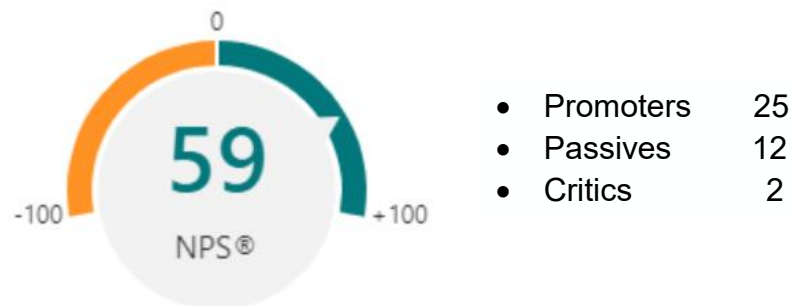 0
59
-100
+100
NPS®
• Promoters 25
• Passives 12
• Critics 2